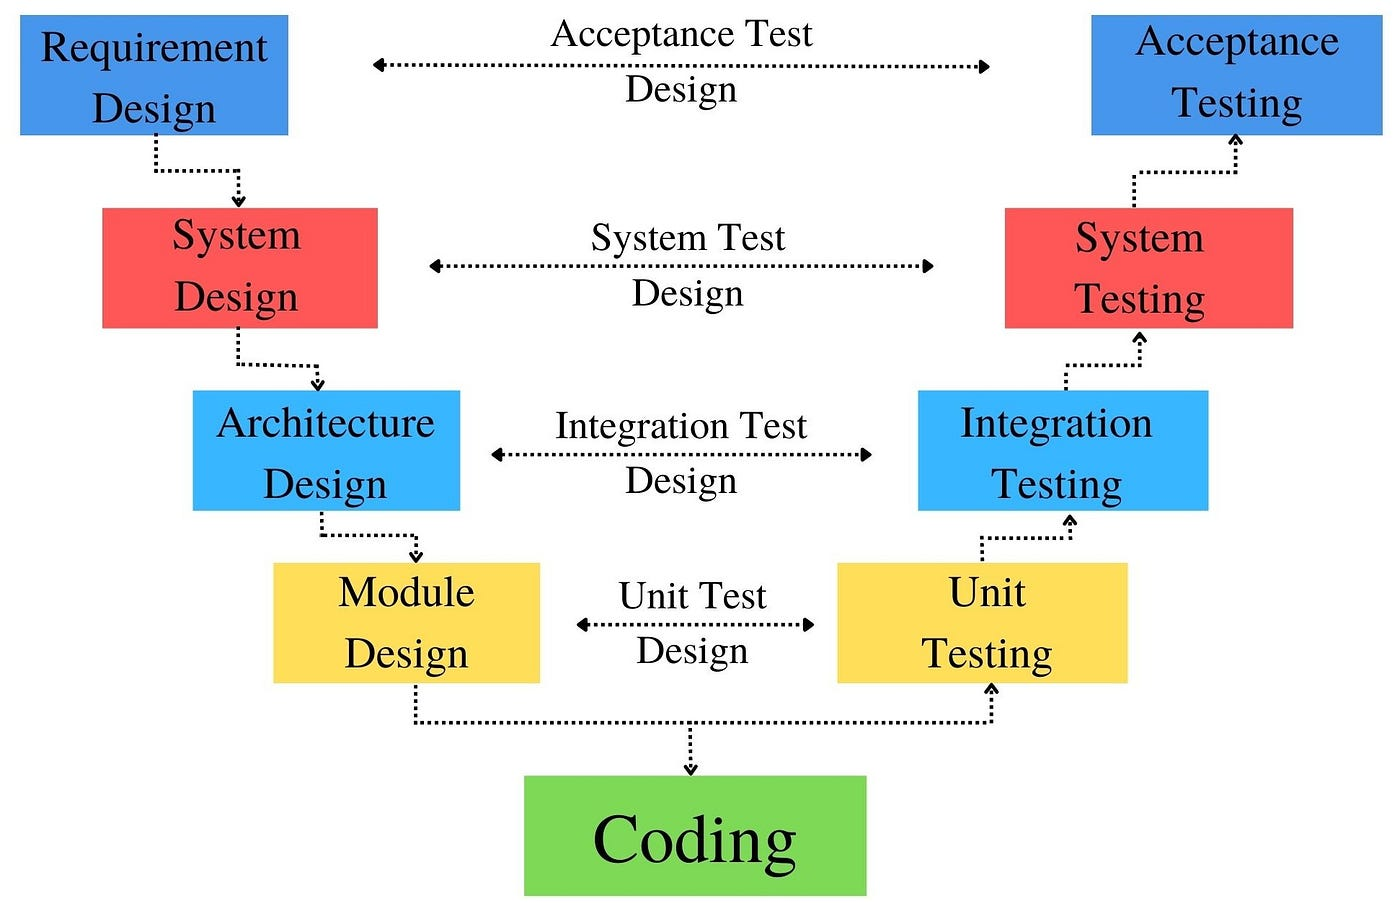 Requirement
Design
Acceptance Test
Design
Acceptance
Testing
System
Design
System Test
Design
System
Testing
Architecture
Design
Integration Test
Design
Integration
Testing
Module
Design
Unit Test
Design
Unit
Testing
Coding